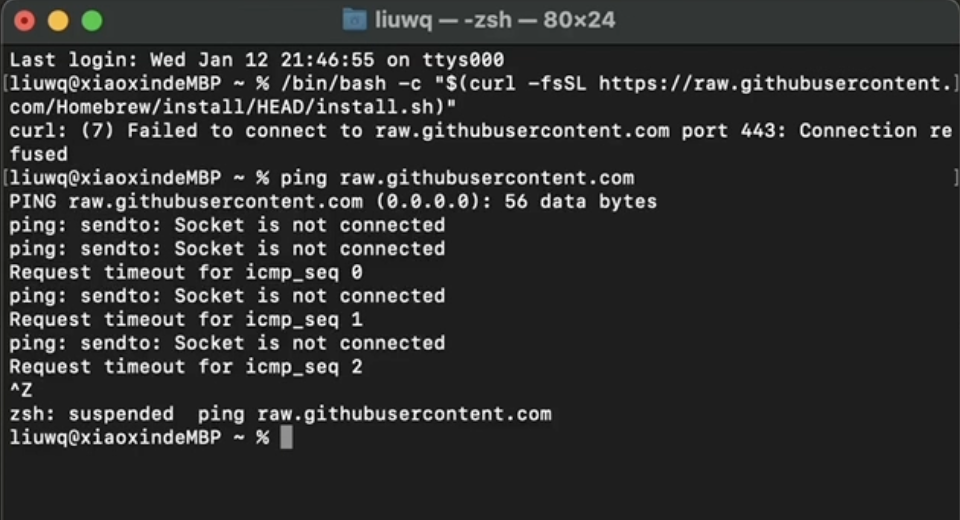 liuwq — -zsh — 80×24
Last login: Wed Jan 12 21:46:55 on ttys000
[liuwq@xiaoxindeMBP ~ % /bin/bash -c "$(curl -fsSL https://raw.githubusercontent.]
com/Homebrew/install/HEAD/install.sh)"
curl: (7) Failed to connect to raw.githubusercontent.com port 443: Connection re
fused
[liuwq@xiaoxindeMBP ~ % ping raw.githubusercontent.com ]
PING raw.githubusercontent.com (0.0.0.0): 56 data bytes
ping: sendto: Socket is not connected
ping: sendto: Socket is not connected
Request timeout for icmp_seq 0
ping: sendto: Socket is not connected
Request timeout for icmp_seq 1
ping: sendto: Socket is not connected
Request timeout for icmp_seq 2
^Z
zsh: suspended  ping raw.githubusercontent.com
liuwq@xiaoxindeMBP ~ %